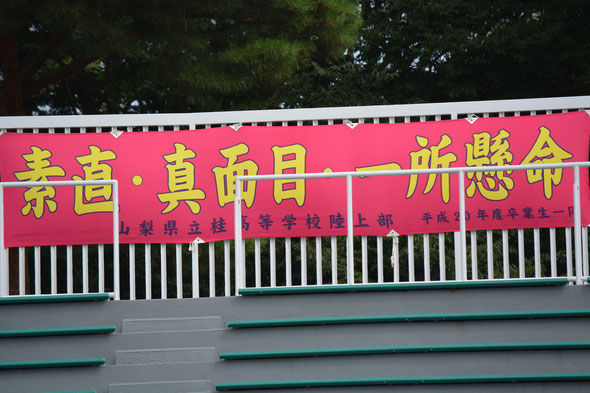 素直・真面目・一所懸命
山梨県立桂高等学校陸上部 平成20年度卒業生一同